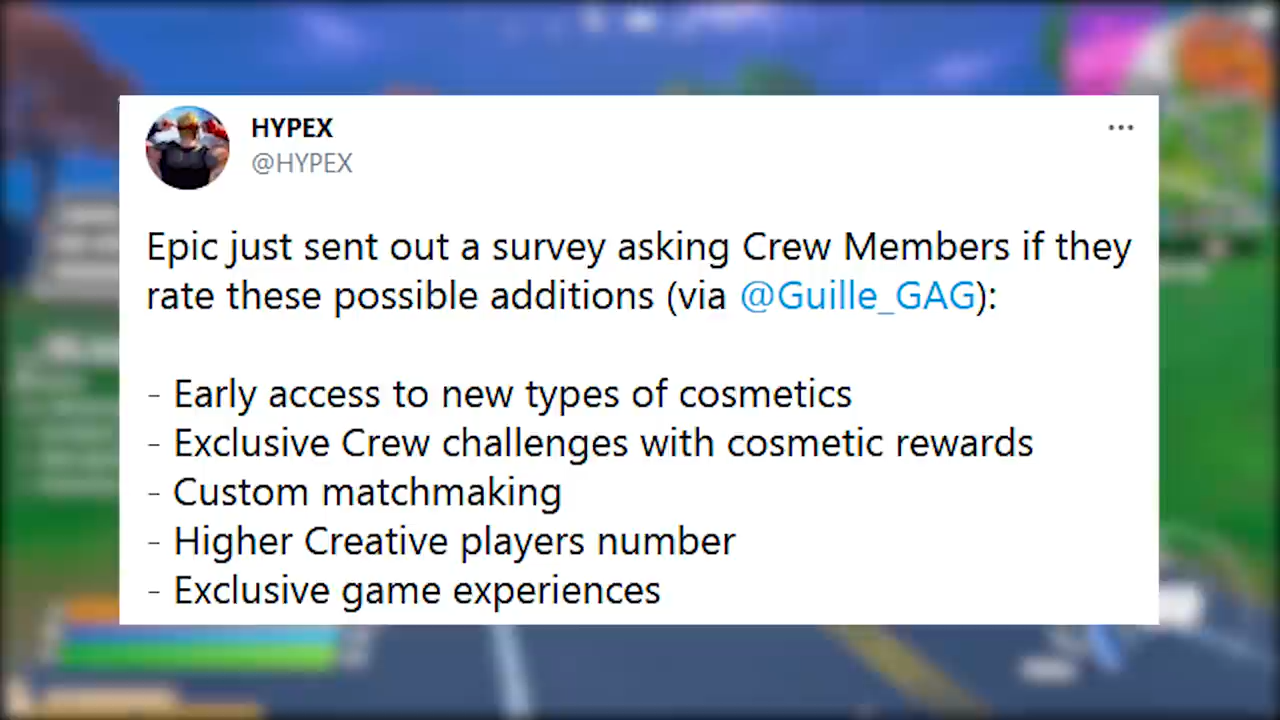 HYPEX
@HYPEX
Epic just sent out a survey asking Crew Members if they
rate these possible additions (via @Guille_GAG):
- Early access to new types of cosmetics
- Exclusive Crew challenges with cosmetic rewards
- Custom matchmaking
- Higher Creative players number
- Exclusive game experiences